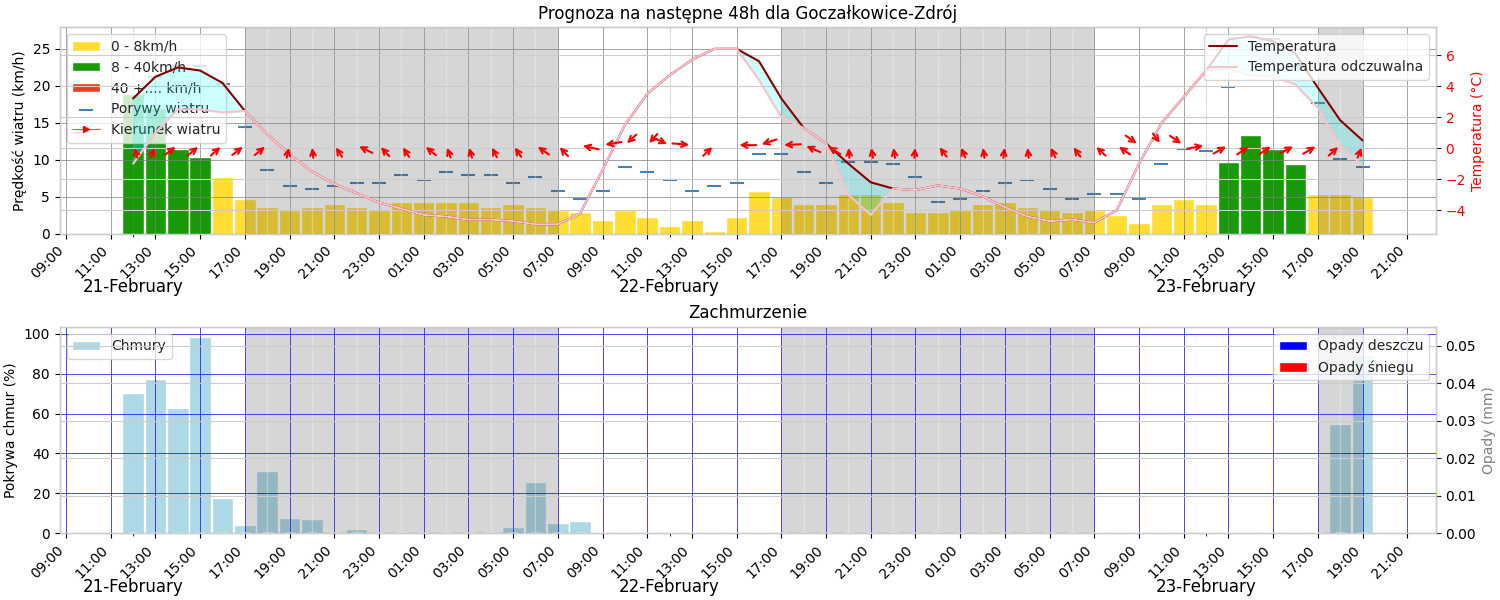 Prognoza na następne 48h dla Goczałkowice-Zdrój
0 - 8km/h
8 - 40km/h
40 +.... km/h
Porywy wiatru
Kierunek wiatru
Temperatura
Temperatura odczuwalna
Prędkość wiatru (km/h)
25
20
15
10
5
0
Temperatura (°C)
6
4
2
0
−2
−4
09:00 11:00 13:00 15:00 17:00 19:00 21:00 23:00 01:00 03:00 05:00 07:00 09:00 11:00 13:00 15:00 17:00 19:00 21:00 23:00 01:00 03:00 05:00 07:00 09:00 11:00 13:00 15:00 17:00 19:00 21:00
21-February 22-February 23-February
Zachmurzenie
Chmury
Opady deszczu
Opady śniegu
Pokrywa chmur (%)
100
80
60
40
20
0
Opady (mm)
0.05
0.04
0.03
0.02
0.01
0.00
09:00 11:00 13:00 15:00 17:00 19:00 21:00 23:00 01:00 03:00 05:00 07:00 09:00 11:00 13:00 15:00 17:00 19:00 21:00 23:00 01:00 03:00 05:00 07:00 09:00 11:00 13:00 15:00 17:00 19:00 21:00
21-February 22-February 23-February